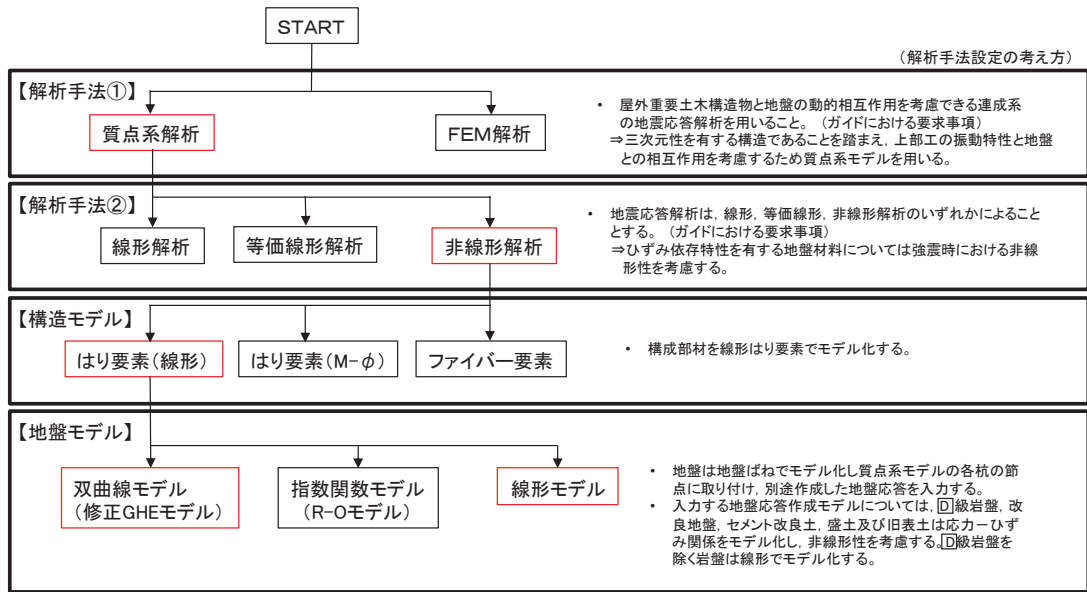 START
(解析手法設定の考え方)
【解析手法①】
質点系解析
FEM解析
・ 屋外重要土木構造物と地盤の動的相互作用を考慮できる連成系
の地震応答解析を用いること。 (ガイドにおける要求事項)
⇒三次元性を有する構造であることを踏まえ, 上部工の振動特性と地盤
との相互作用を考慮するため質点系モデルを用いる。
【解析手法②】
線形解析
等価線形解析
非線形解析
・ 地震応答解析は, 線形, 等価線形, 非線形解析のいずれかによること
とする。 (ガイドにおける要求事項)
⇒ひずみ依存特性を有する地盤材料については強震時における非線
形性を考慮する。
【構造モデル】
はり要素(線形)
はり要素(M-φ)
ファイバー要素
・ 構成部材を線形はり要素でモデル化する。
【地盤モデル】
双曲線モデル
(修正GHEモデル)
指数関数モデル
(R-Oモデル)
線形モデル
・ 地盤は地盤ばねでモデル化し質点系モデルの各杭の節
点に取り付け, 別途作成した地盤応答を入力する。
・ 入力する地盤応答作成モデルについては, D級岩盤, 改
良地盤, セメント改良土, 盛土及び旧表土は応力ーひず
み関係をモデル化し, 非線形性を考慮する。D級岩盤を
除く岩盤は線形でモデル化する。